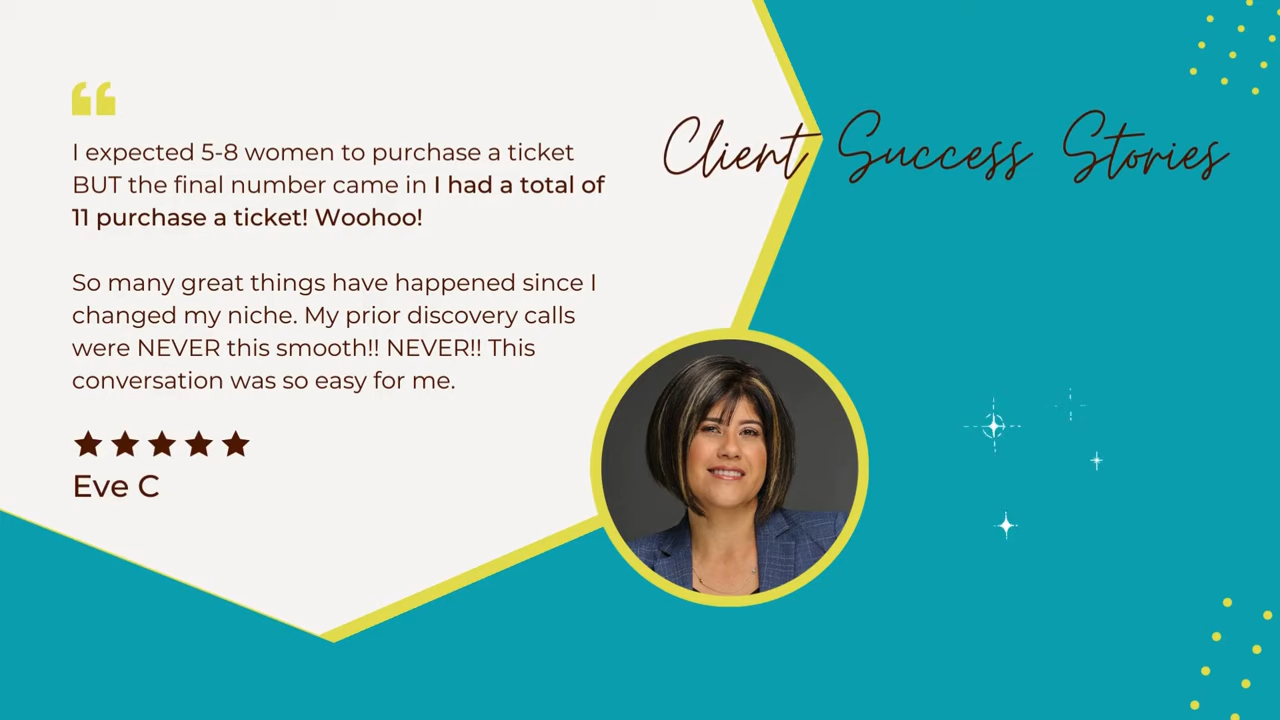 Client Success Stories
“
I expected 5-8 women to purchase a ticket
BUT the final number came in I had a total of
11 purchase a ticket! Woohoo!
So many great things have happened since I
changed my niche. My prior discovery calls
were NEVER this smooth!! NEVER!! This
conversation was so easy for me.
Eve C